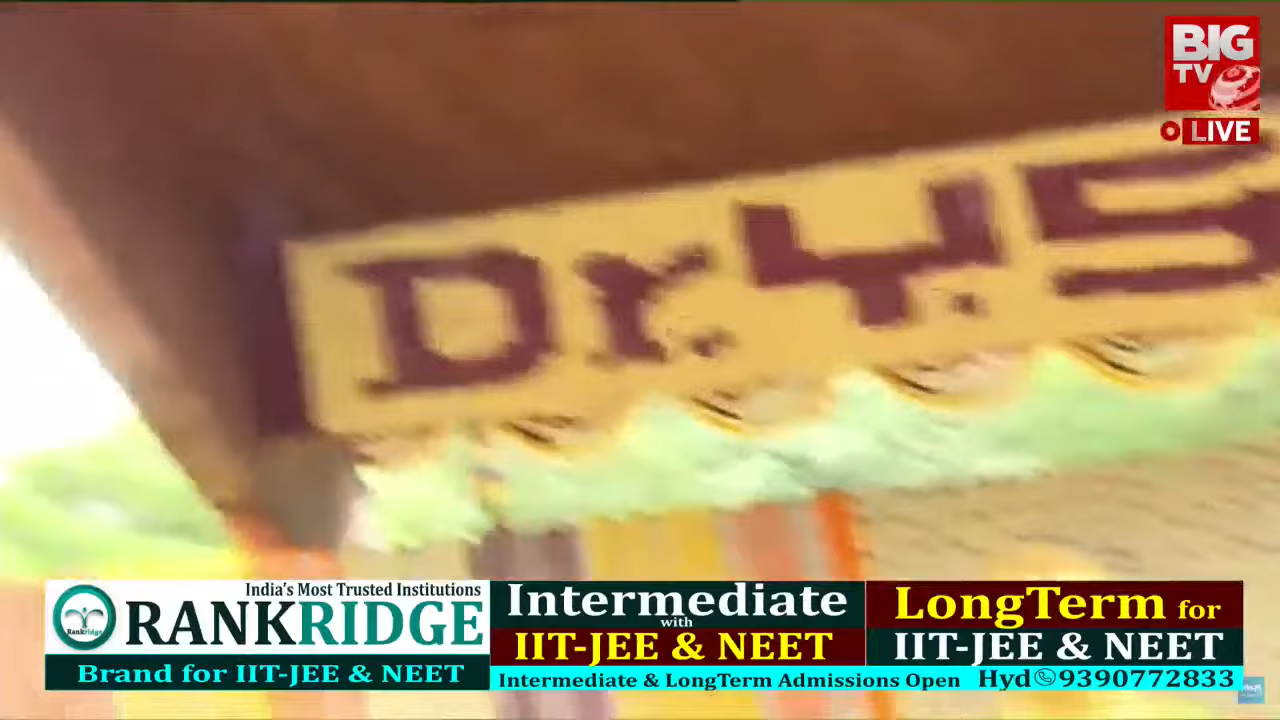 BIG
TV
LIVE
Dr.Y.S
India's Most Trusted Institutions
RANKRIDGE
Rankridge
Brand for IIT-JEE & NEET
Intermediate
with
IIT-JEE & NEET
Intermediate & LongTerm Admissions Open Hyd 9390772833
LongTerm for
IIT-JEE & NEET